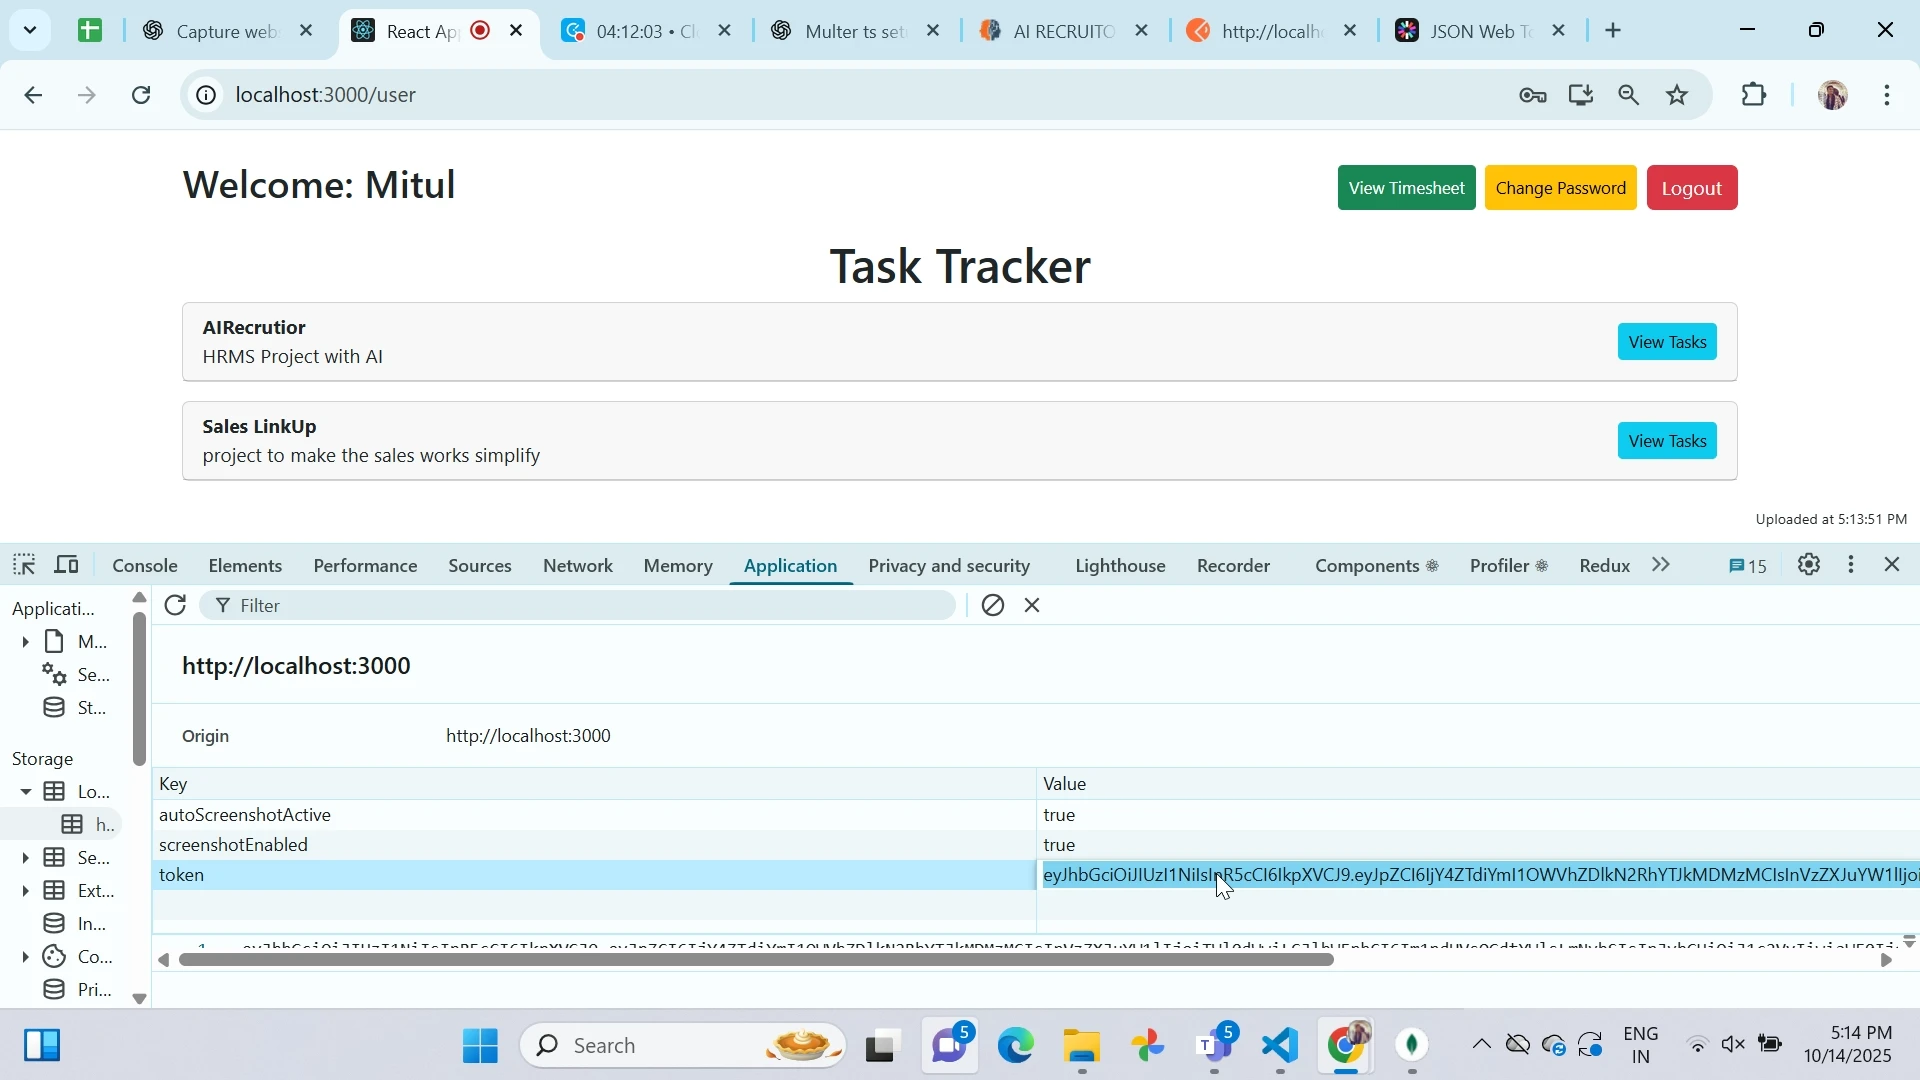 Capture web
React Ap
04:12:03 • Cl
Multer ts set
AI RECRUITO
http://localh
JSON Web To
localhost:3000/user
Welcome: Mitul
View Timesheet
Change Password
Logout
Task Tracker
AIRecrutior
HRMS Project with AI
View Tasks
Sales LinkUp
project to make the sales works simplify
View Tasks
Uploaded at 5:13:51 PM
Console Elements Performance Sources Network Memory Application Privacy and security Lighthouse Recorder Components Profiler Redux 15
Applicati...
Filter
M...
Se...
St...
http://localhost:3000
Origin http://localhost:3000
Storage
Lo...
h..
Se...
Ext...
In...
Co...
Pri...
Key Value
autoScreenshotActive true
screenshotEnabled true
token
1
5
Search
5
T
ENG
IN
5:14 PM
10/14/2025